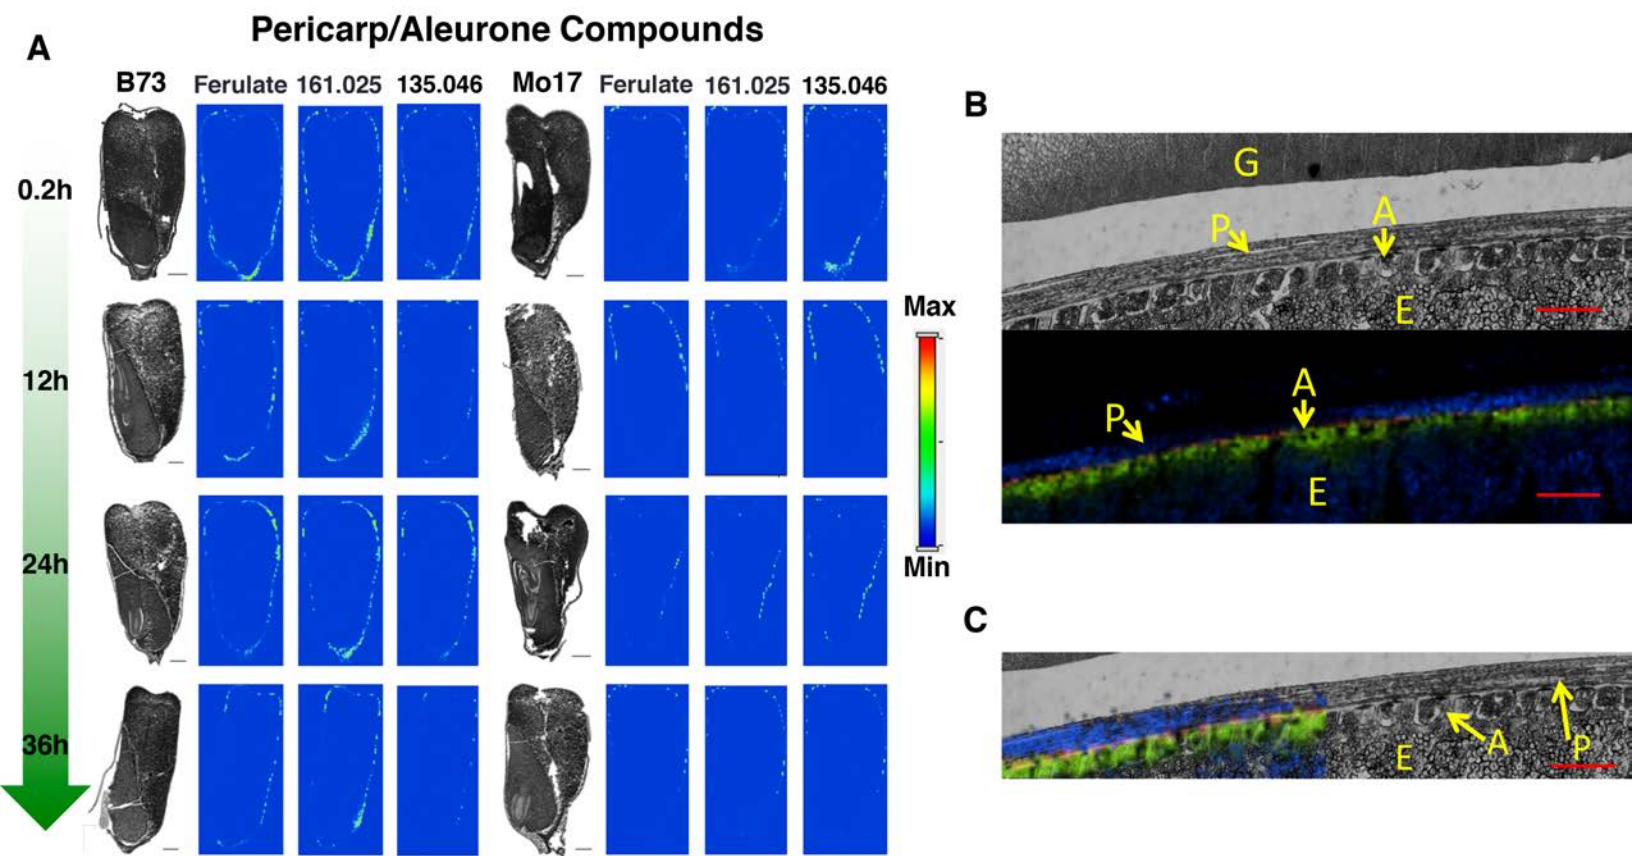 Pericarp/Aleurone Compounds
A
B73 Ferulate 161.025 135.046 Mo17 Ferulate 161.025 135.046
0.2h
12h
24h
36h
Max
Min
B
G
P
A
E
P
A
E
C
E
A
P